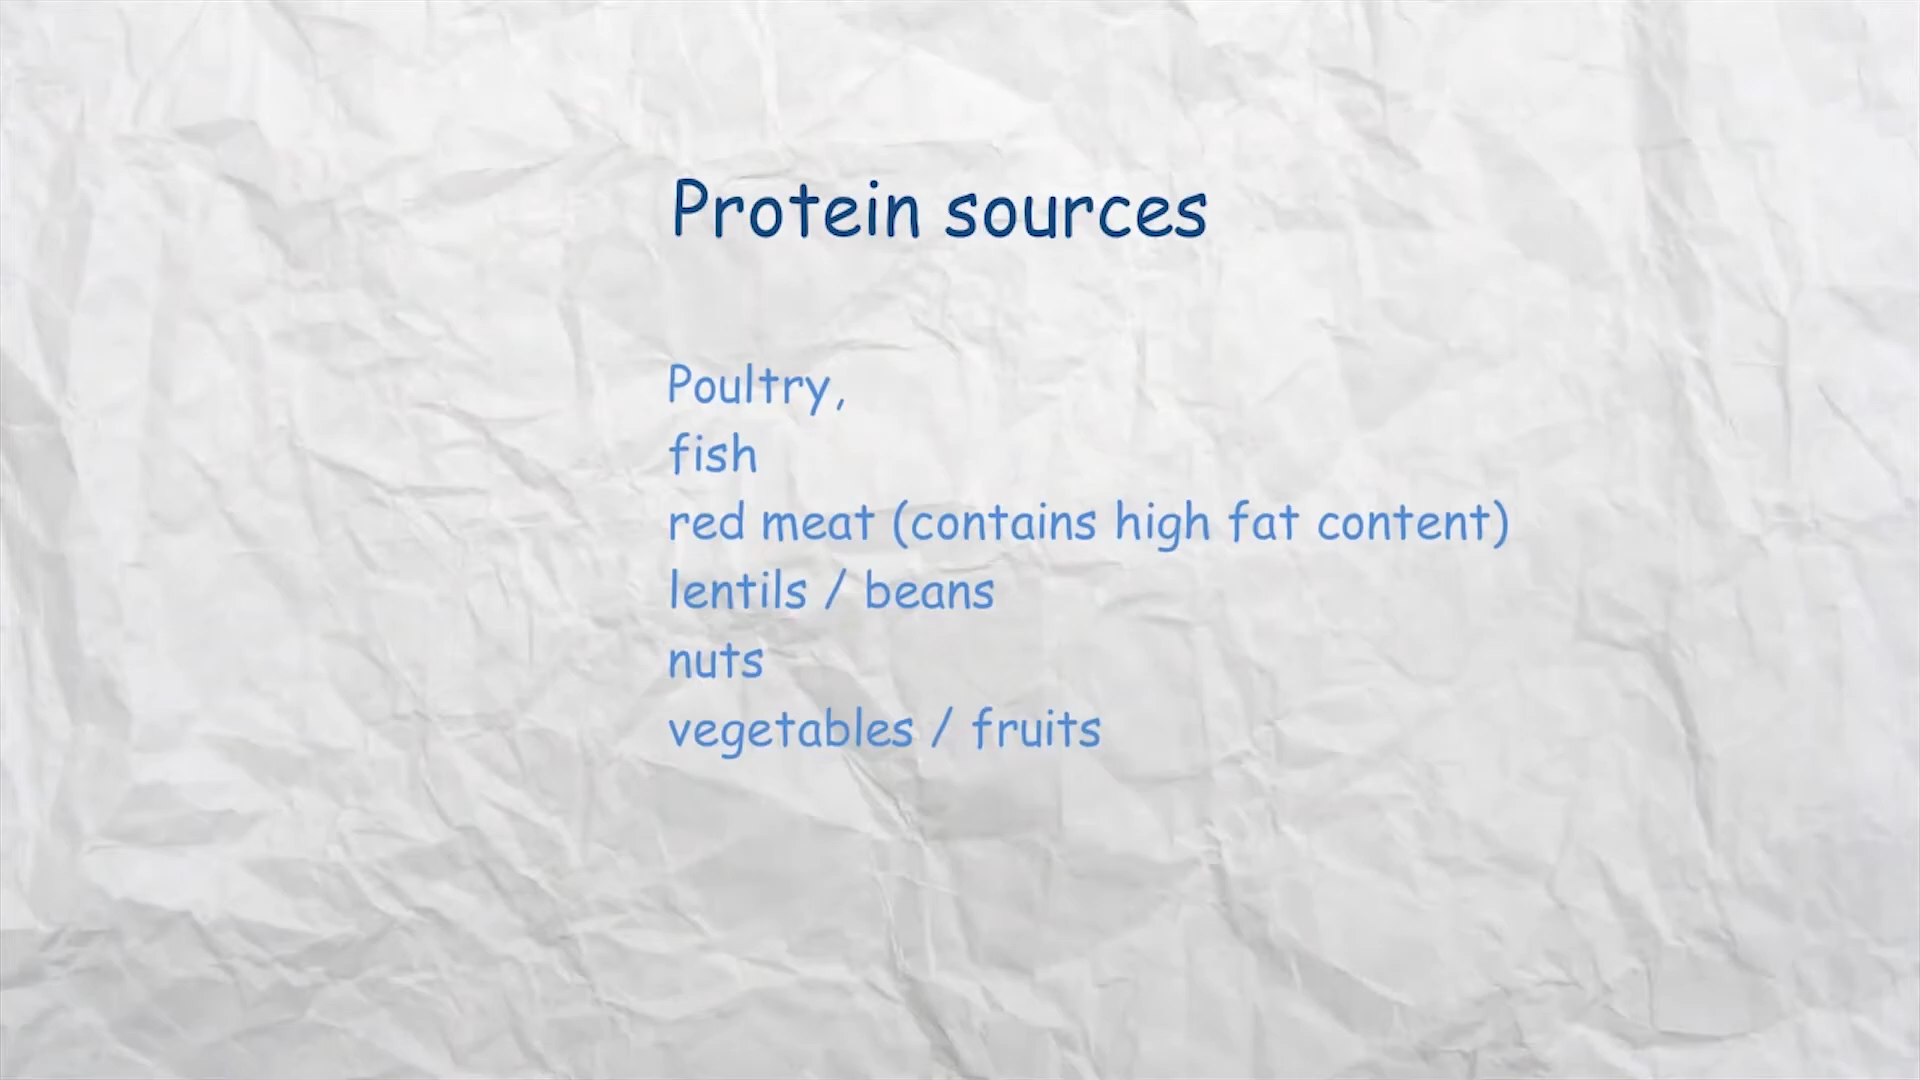 Protein sources
Poultry,
fish
red meat (contains high fat content)
lentils / beans
nuts
vegetables / fruits